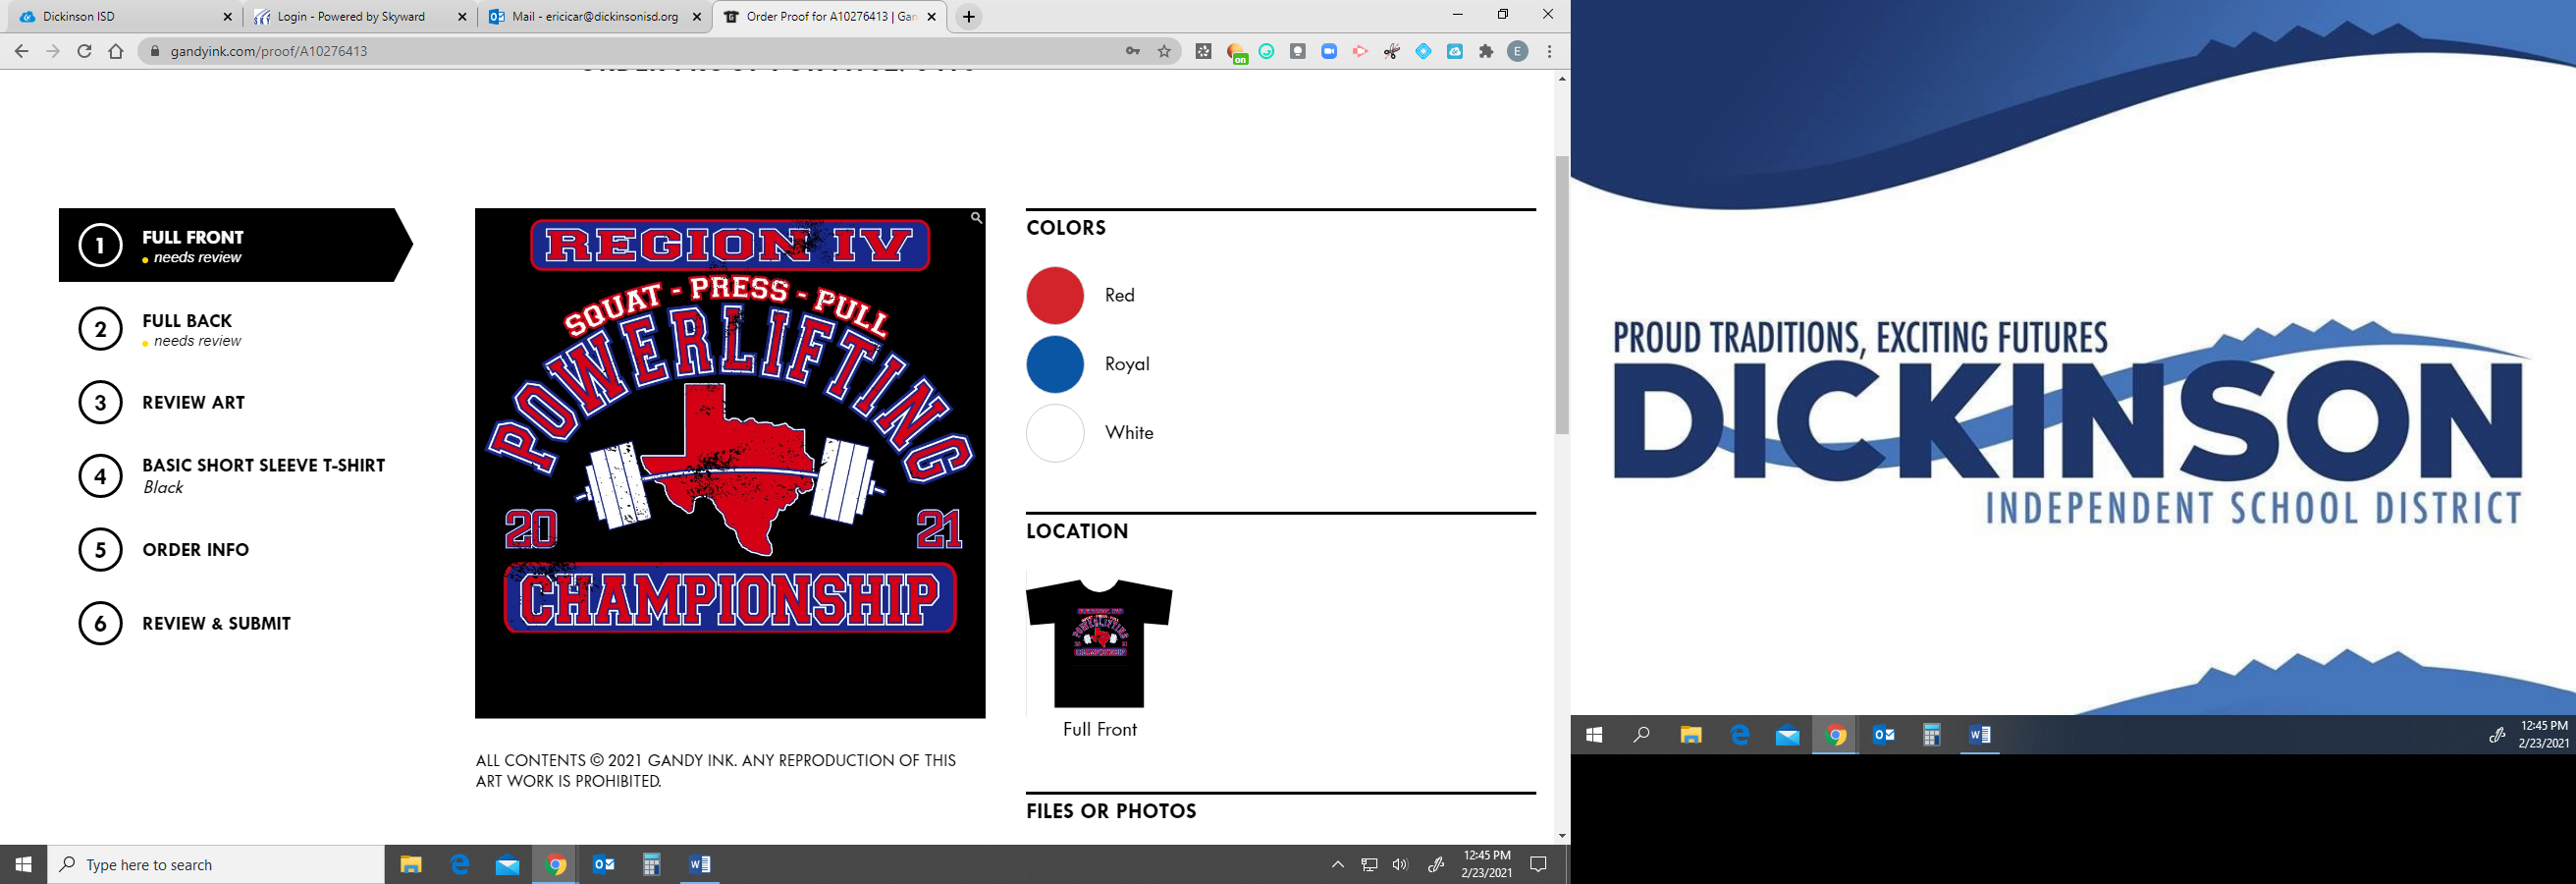 Dickinson ISD
Login - Powered by Skyward
Mail - ericicar@dickinsonisd.org
Order Proof for A10276413 | Gan
gandyink.com/proof/A10276413
on
E
1
FULL FRONT
needs review
2
FULL BACK
needs review
3
REVIEW ART
4
BASIC SHORT SLEEVE T-SHIRT
Black
5
ORDER INFO
6
REVIEW & SUBMIT
REGION IV
SQUAT - PRESS - PULL
POWERLIFTING
20 21
CHAMPIONSHIP
ALL CONTENTS © 2021 GANDY INK. ANY REPRODUCTION OF THIS
ART WORK IS PROHIBITED.
COLORS
Red
Royal
White
LOCATION
POWERLIFTING
Full Front
FILES OR PHOTOS
Type here to search
12:45 PM
2/23/2021
PROUD TRADITIONS, EXCITING FUTURES
DICKINSON
INDEPENDENT SCHOOL DISTRICT
12:45 PM
2/23/2021